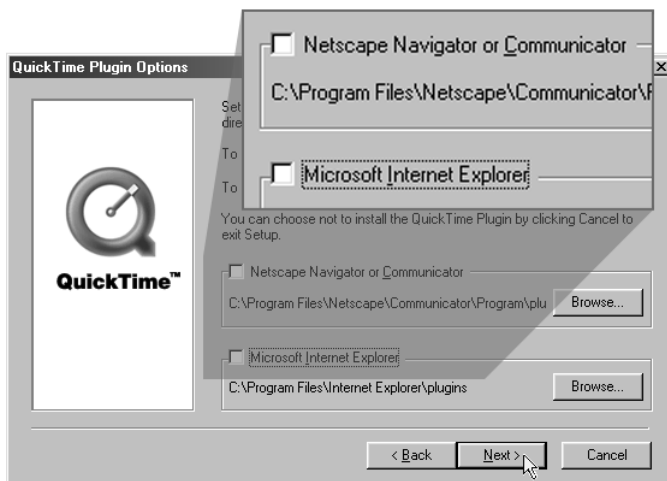 Netscape Navigator or Communicator
C:\Program Files\Netscape\Communicator\
Microsoft Internet Explorer
QuickTime Plugin Options
Set
dire
To
To
You can choose not to install the QuickTime Plugin by clicking Cancel to
exit Setup.
QuickTime™
Netscape Navigator or Communicator
C:\Program Files\Netscape\Communicator\Program\plu
Browse...
Microsoft Internet Explorer
C:\Program Files\Internet Explorer\plugins
Browse...
< Back
Next >
Cancel